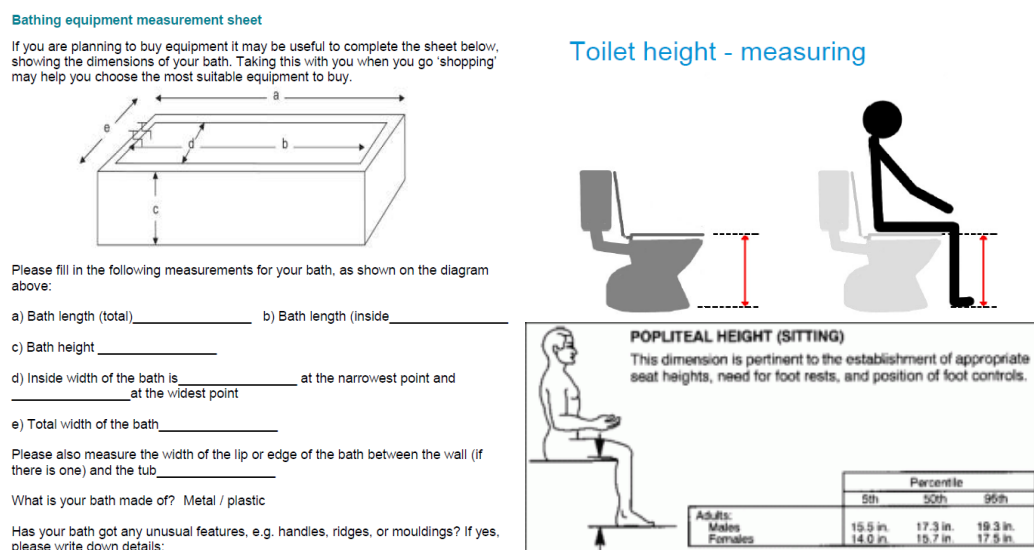 Bathing equipment measurement sheet
If you are planning to buy equipment it may be useful to complete the sheet below,
showing the dimensions of your bath. Taking this with you when you go 'shopping'
may help you choose the most suitable equipment to buy.
a
e
d
b
c
Please fill in the following measurements for your bath, as shown on the diagram
above:
a) Bath length (total)_________________ b) Bath length (inside_________________
c) Bath height _________________
d) Inside width of the bath is_________________ at the narrowest point and
_________________at the widest point
e) Total width of the bath_________________
Please also measure the width of the lip or edge of the bath between the wall (if
there is one) and the tub_________________
What is your bath made of? Metal / plastic
Has your bath got any unusual features, e.g. handles, ridges, or mouldings? If yes,
please write down details:
Toilet height - measuring
POPLITEAL HEIGHT (SITTING)
This dimension is pertinent to the establishment of appropriate
seat heights, need for foot rests, and position of foot controls.
Percentile
5th 50th 95th
Adults:
Males 15.5 in. 17.3 in. 19.3 in.
Females 14.0 in. 15.7 in. 17.5 in.